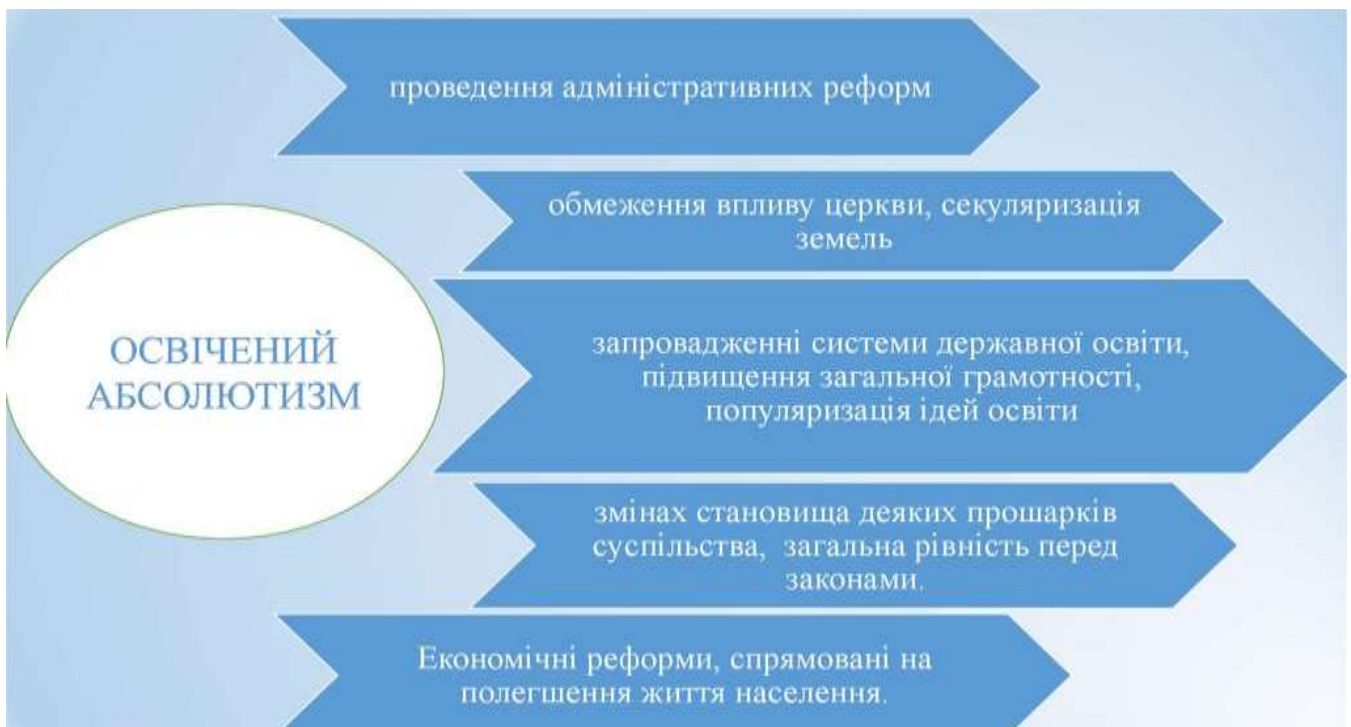 проведення адміністративних реформ
обмеження впливу церкви, секуляризація
земель
ОСВІЧЕНИЙ
АБСОЛЮТИЗМ
запровадженні системи державної освіти,
підвищення загальної грамотності,
популяризація ідей освіти
змінах становища деяких прошарків
суспільства, загальна рівність перед
законами.
Економічні реформи, спрямовані на
полегшення життя населення.